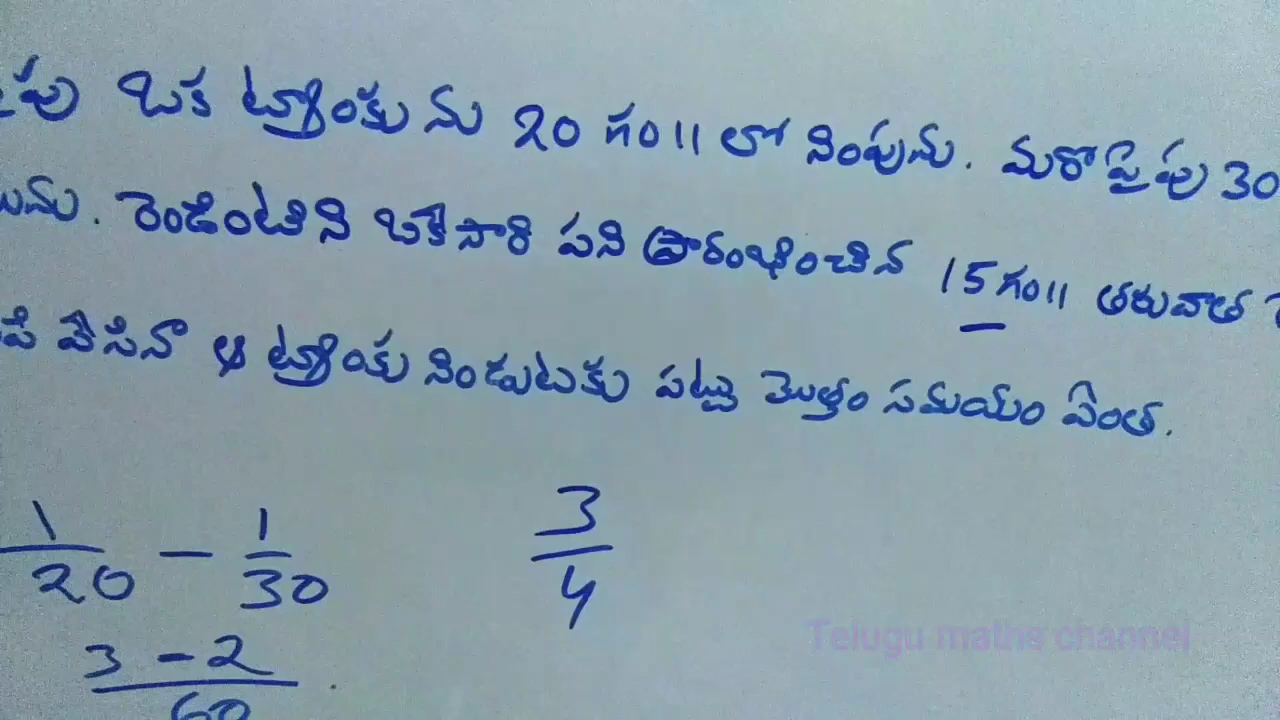 పు ఒక ట్యాంకు ను 20 గం॥ లో నింపును. మరో పైపు 30
రెండింటిని ఒకేసారి పని ప్రారంభించిన 15 గం॥ తరువాత
పి వేసినా ఆ ట్యాంకు నిండుటకు పట్టు మొత్తం సమయం ఏంత.
1/20 - 1/30 3/4
3 - 2/60
Telugu maths channel